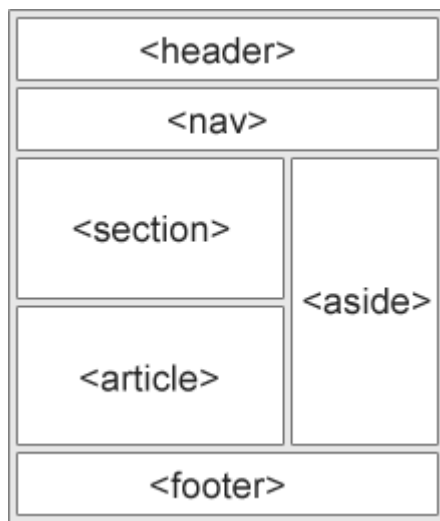 <header>
<nav>
<section>
<aside>
<article>
<footer>